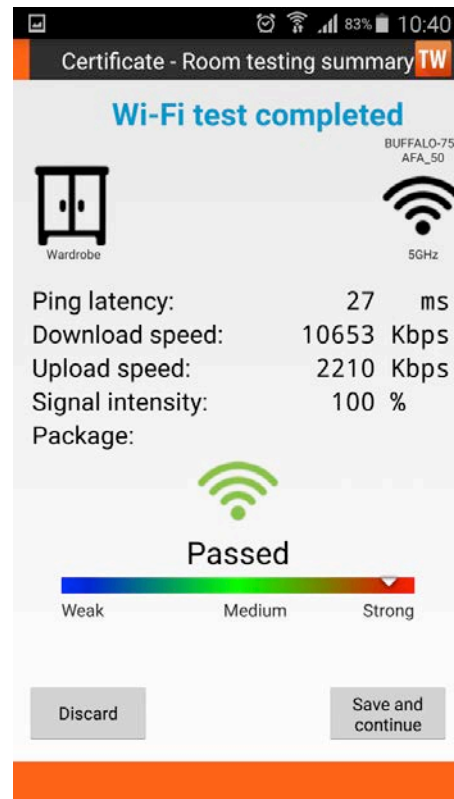 83% 10:40
Certificate - Room testing summary TW
Wi-Fi test completed
BUFFALO-75
AFA_50
Wardrobe
5GHz
Ping latency: 27 ms
Download speed: 10653 Kbps
Upload speed: 2210 Kbps
Signal intensity: 100 %
Package:
Passed
Weak Medium Strong
Discard
Save and
continue